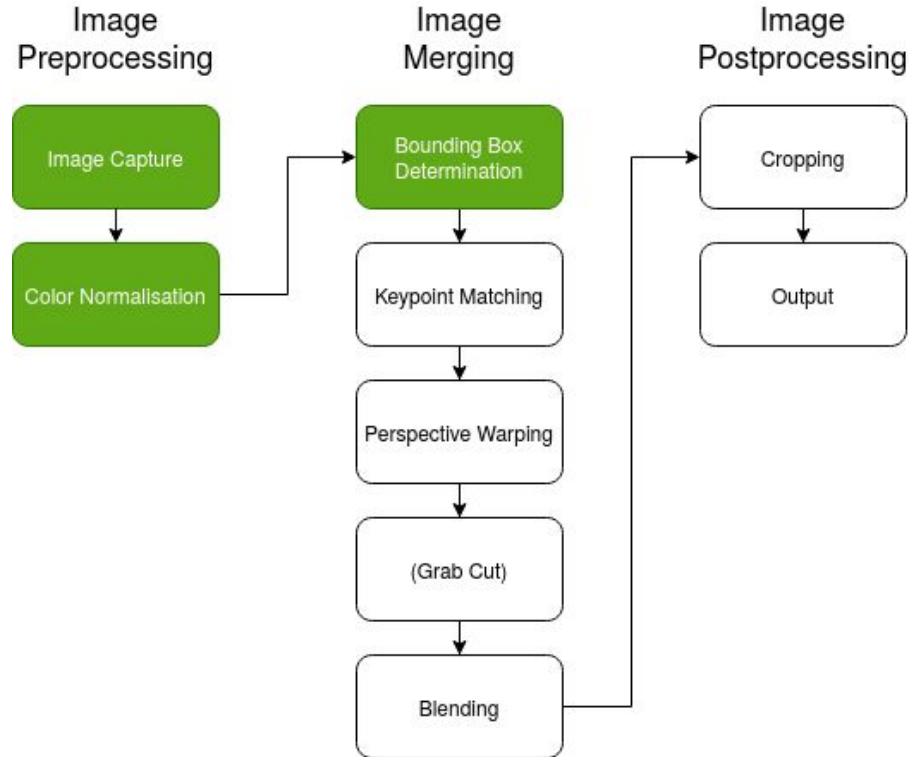 Image
Preprocessing
Image Capture
Color Normalisation
Image
Merging
Bounding Box
Determination
Keypoint Matching
Perspective Warping
(Grab Cut)
Blending
Image
Postprocessing
Cropping
Output